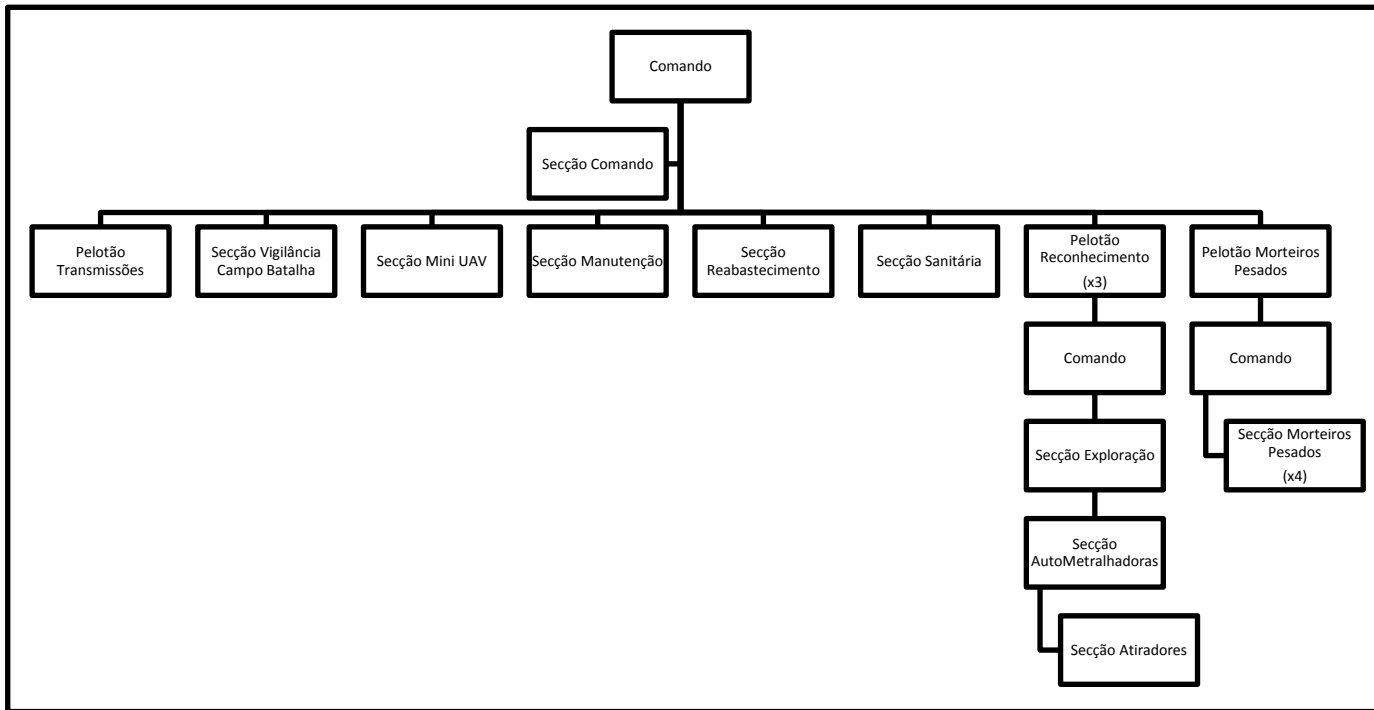 Comando
Secção Comando
Pelotão
Transmissões
Secção Vigilância
Campo Batalha
Secção Mini UAV
Secção Manutenção
Secção
Reabastecimento
Secção Sanitária
Pelotão
Reconhecimento
(x3)
Pelotão Morteiros
Pesados
Comando
Comando
Secção Exploração
Secção Morteiros
Pesados
(x4)
Secção
AutoMetralhadoras
Secção Atiradores